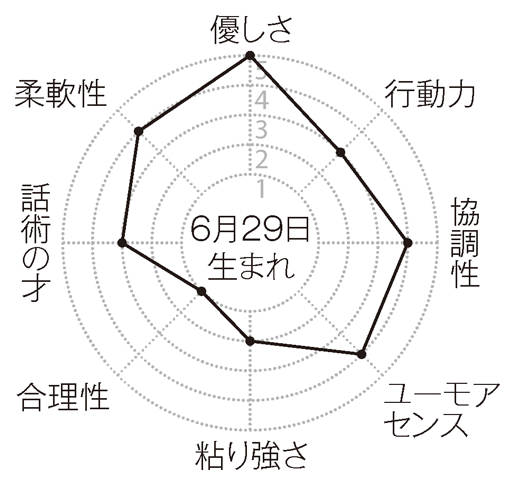 優しさ
柔軟性
行動力
5
4
3
2
1
話術の才
6月29日
生まれ
協調性
合理性
ユーモア
センス
粘り強さ